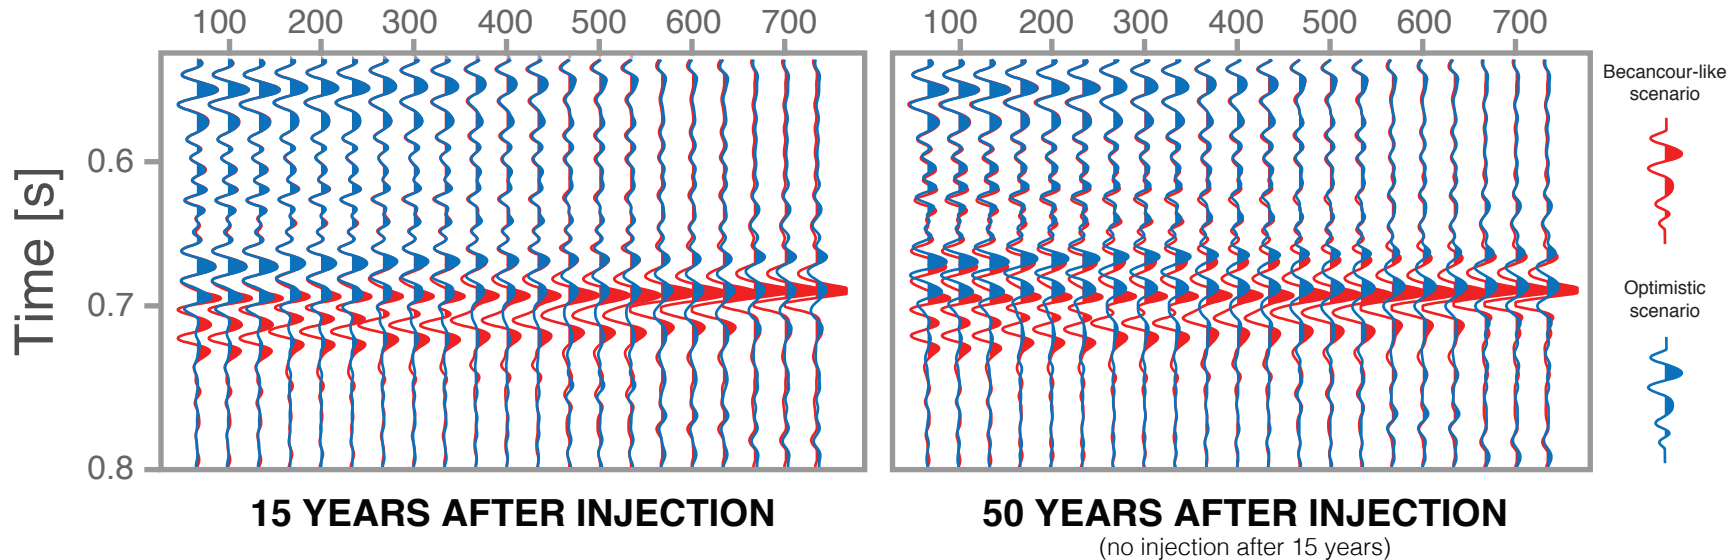 100 200 300 400 500 600 700
100 200 300 400 500 600 700
Becancour-like
scenario
Time [s]
0.6
0.7
0.8
Optimistic
scenario
15 YEARS AFTER INJECTION
50 YEARS AFTER INJECTION
(no injection after 15 years)